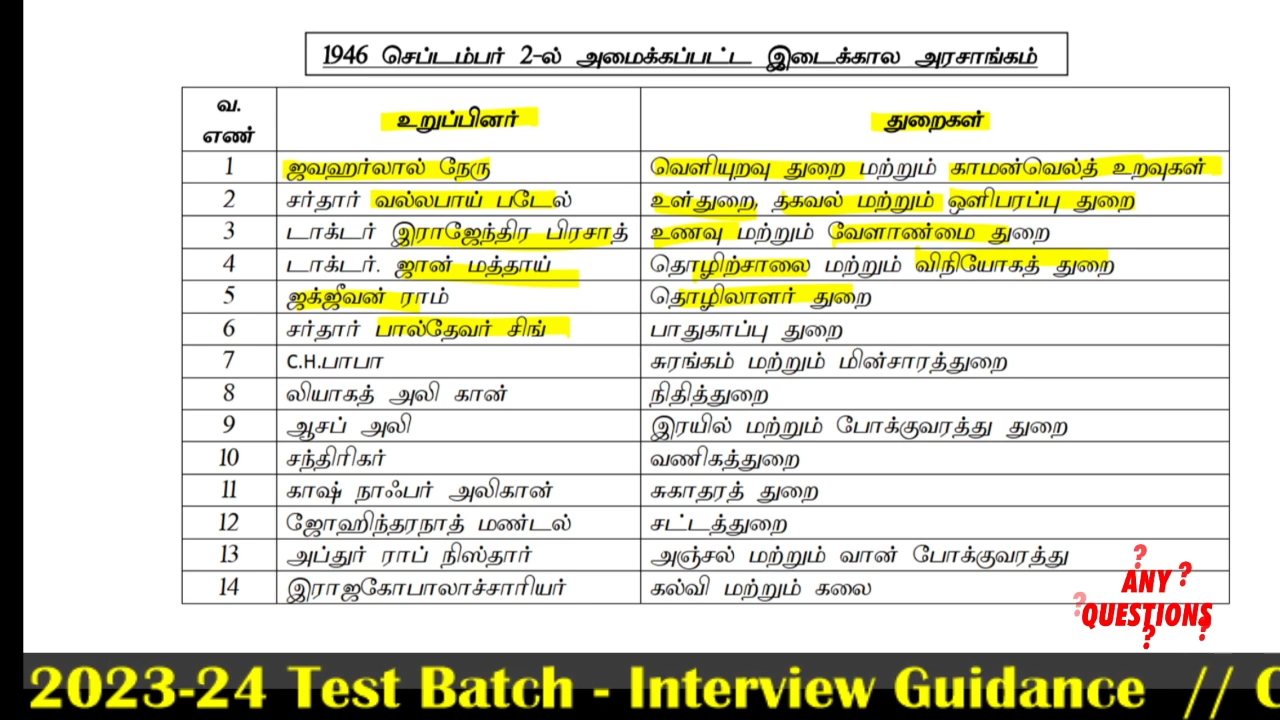 1946 செப்டம்பர் 2-ல் அமைக்கப்பட்ட இடைக்கால அரசாங்கம்
வ. எண் உறுப்பினர் துறைகள்
1 ஜவஹர்லால் நேரு வெளியுறவு துறை மற்றும் காமன்வெல்த் உறவுகள்
2 சர்தார் வல்லபாய் படேல் உள்துறை, தகவல் மற்றும் ஒளிபரப்பு துறை
3 டாக்டர் இராஜேந்திர பிரசாத் உணவு மற்றும் வேளாண்மை துறை
4 டாக்டர். ஜான் மத்தாய் தொழிற்சாலை மற்றும் விநியோகத் துறை
5 ஜக்ஜீவன் ராம் தொழிலாளர் துறை
6 சர்தார் பால்தேவர் சிங் பாதுகாப்பு துறை
7 C.H.பாபா சுரங்கம் மற்றும் மின்சாரத்துறை
8 லியாகத் அலி கான் நிதித்துறை
9 ஆசப் அலி இரயில் மற்றும் போக்குவரத்து துறை
10 சந்திரிகர் வணிகத்துறை
11 காஷ் நாஃபர் அலிகான் சுகாதரத் துறை
12 ஜோஹிந்தரநாத் மண்டல் சட்டத்துறை
13 அப்துர் ராப் நிஸ்தார் அஞ்சல் மற்றும் வான் போக்குவரத்து
14 இராஜகோபாலாச்சாரியர் கல்வி மற்றும் கலை
ANY
QUESTIONS
2023-24 Test Batch - Interview Guidance // C